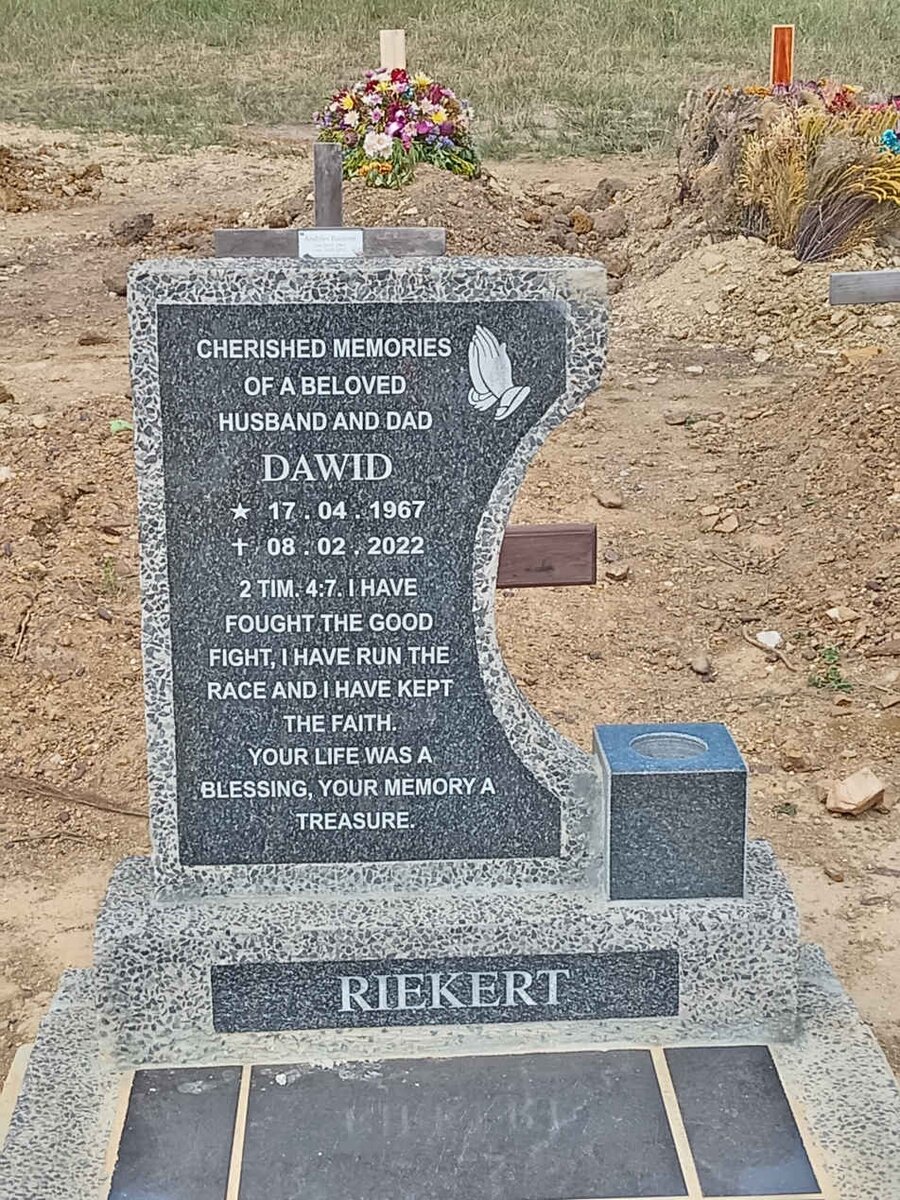 CHERISHED MEMORIES
OF A BELOVED
HUSBAND AND DAD
DAWID
★ 17 . 04 . 1967
✝ 08 . 02 . 2022
2 TIM. 4:7. I HAVE
FOUGHT THE GOOD
FIGHT, I HAVE RUN THE
RACE AND I HAVE KEPT
THE FAITH.
YOUR LIFE WAS A
BLESSING, YOUR MEMORY A
TREASURE.
RIEKERT